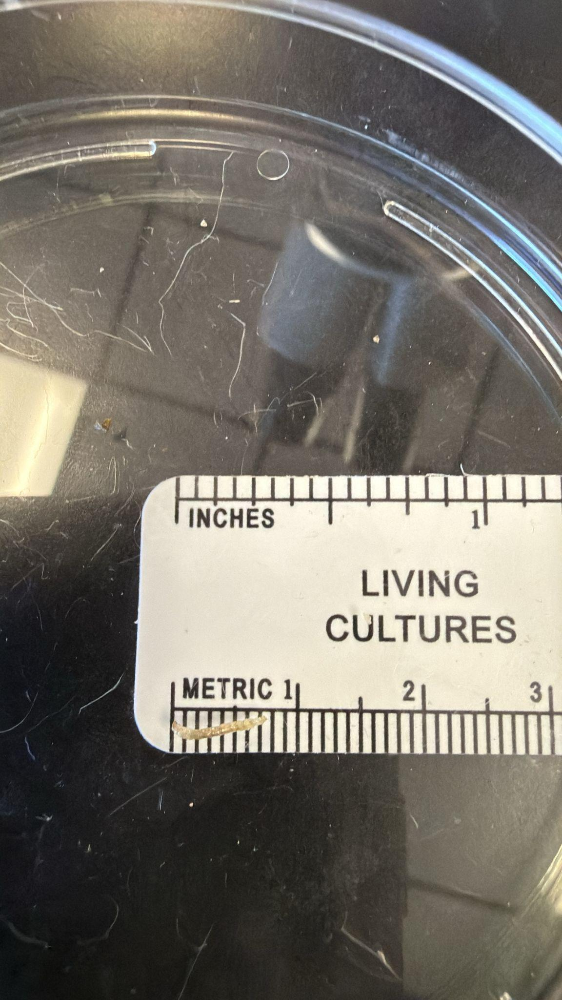 INCHES 1
LIVING
CULTURES
METRIC 1 2 3